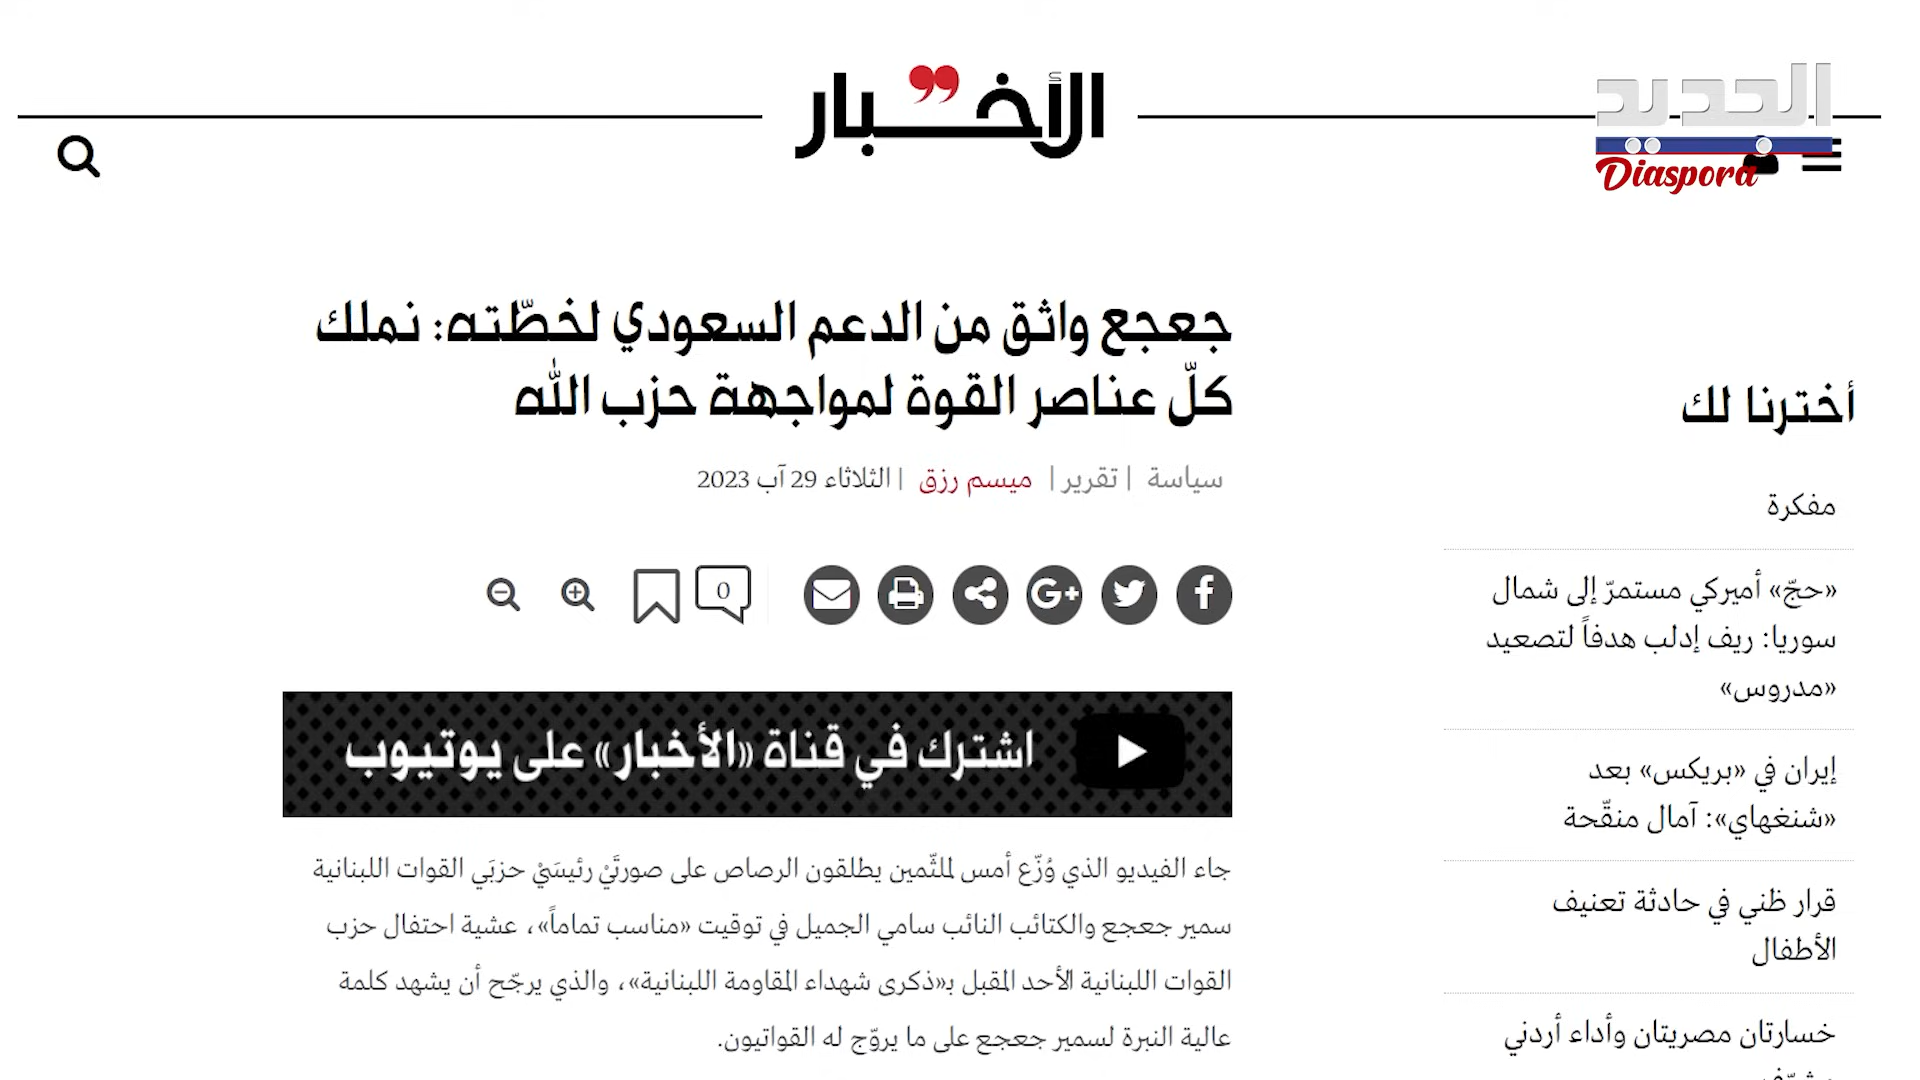 الأخبار
الجديد
Diaspora
جعجع واثق من الدعم السعودي لخطّته: نملك
كلّ عناصر القوة لمواجهة حزب الله
سياسة | تقرير | ميسم رزق | الثلاثاء 29 آب 2023
0
اشترك في قناة «الأخبار» على يوتيوب
جاء الفيديو الذي وُزّع أمس لملثّمين يطلقون الرصاص على صورتَيْ رئيسَيْ حزبَي القوات اللبنانية
سمير جعجع والكتائب النائب سامي الجميل في توقيت «مناسب تماماً»، عشية احتفال حزب
القوات اللبنانية الأحد المقبل بـ«ذكرى شهداء المقاومة اللبنانية»، والذي يرجّح أن يشهد كلمة
عالية النبرة لسمير جعجع على ما يروّج له القواتيون.
أخترنا لك
مفكرة
«حجّ» أميركي مستمرّ إلى شمال
سوريا: ريف إدلب هدفاً لتصعيد
«مدروس»
إيران في «بريكس» بعد
«شنغهاي»: آمال منقّحة
قرار ظني في حادثة تعنيف
الأطفال
خسارتان مصريتان وأداء أردني